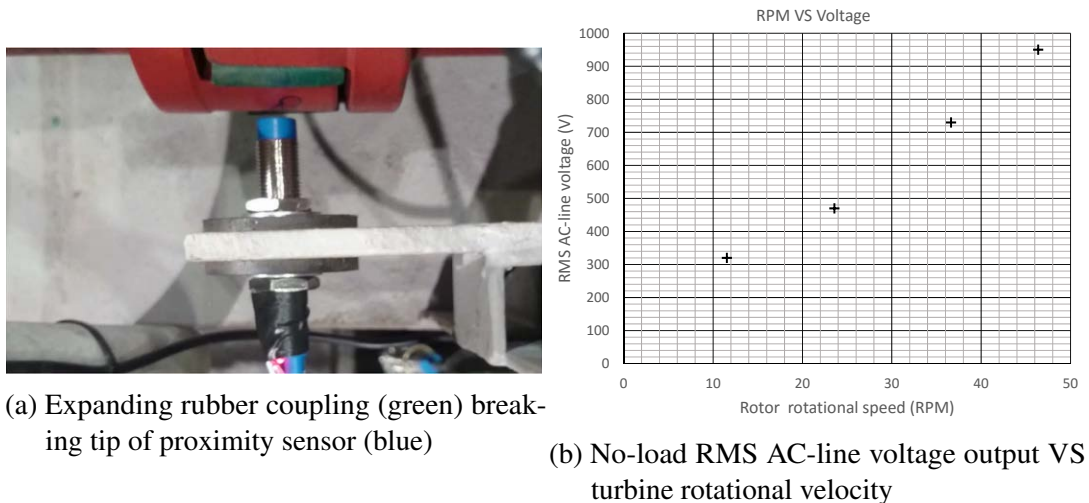 RPM VS Voltage
1000
900
800
700
600
500
400
300
200
100
0
0 10 20 30 40 50
RMS AC-line voltage (V)
Rotor rotational speed (RPM)
(a) Expanding rubber coupling (green) break-
ing tip of proximity sensor (blue)
(b) No-load RMS AC-line voltage output VS
turbine rotational velocity